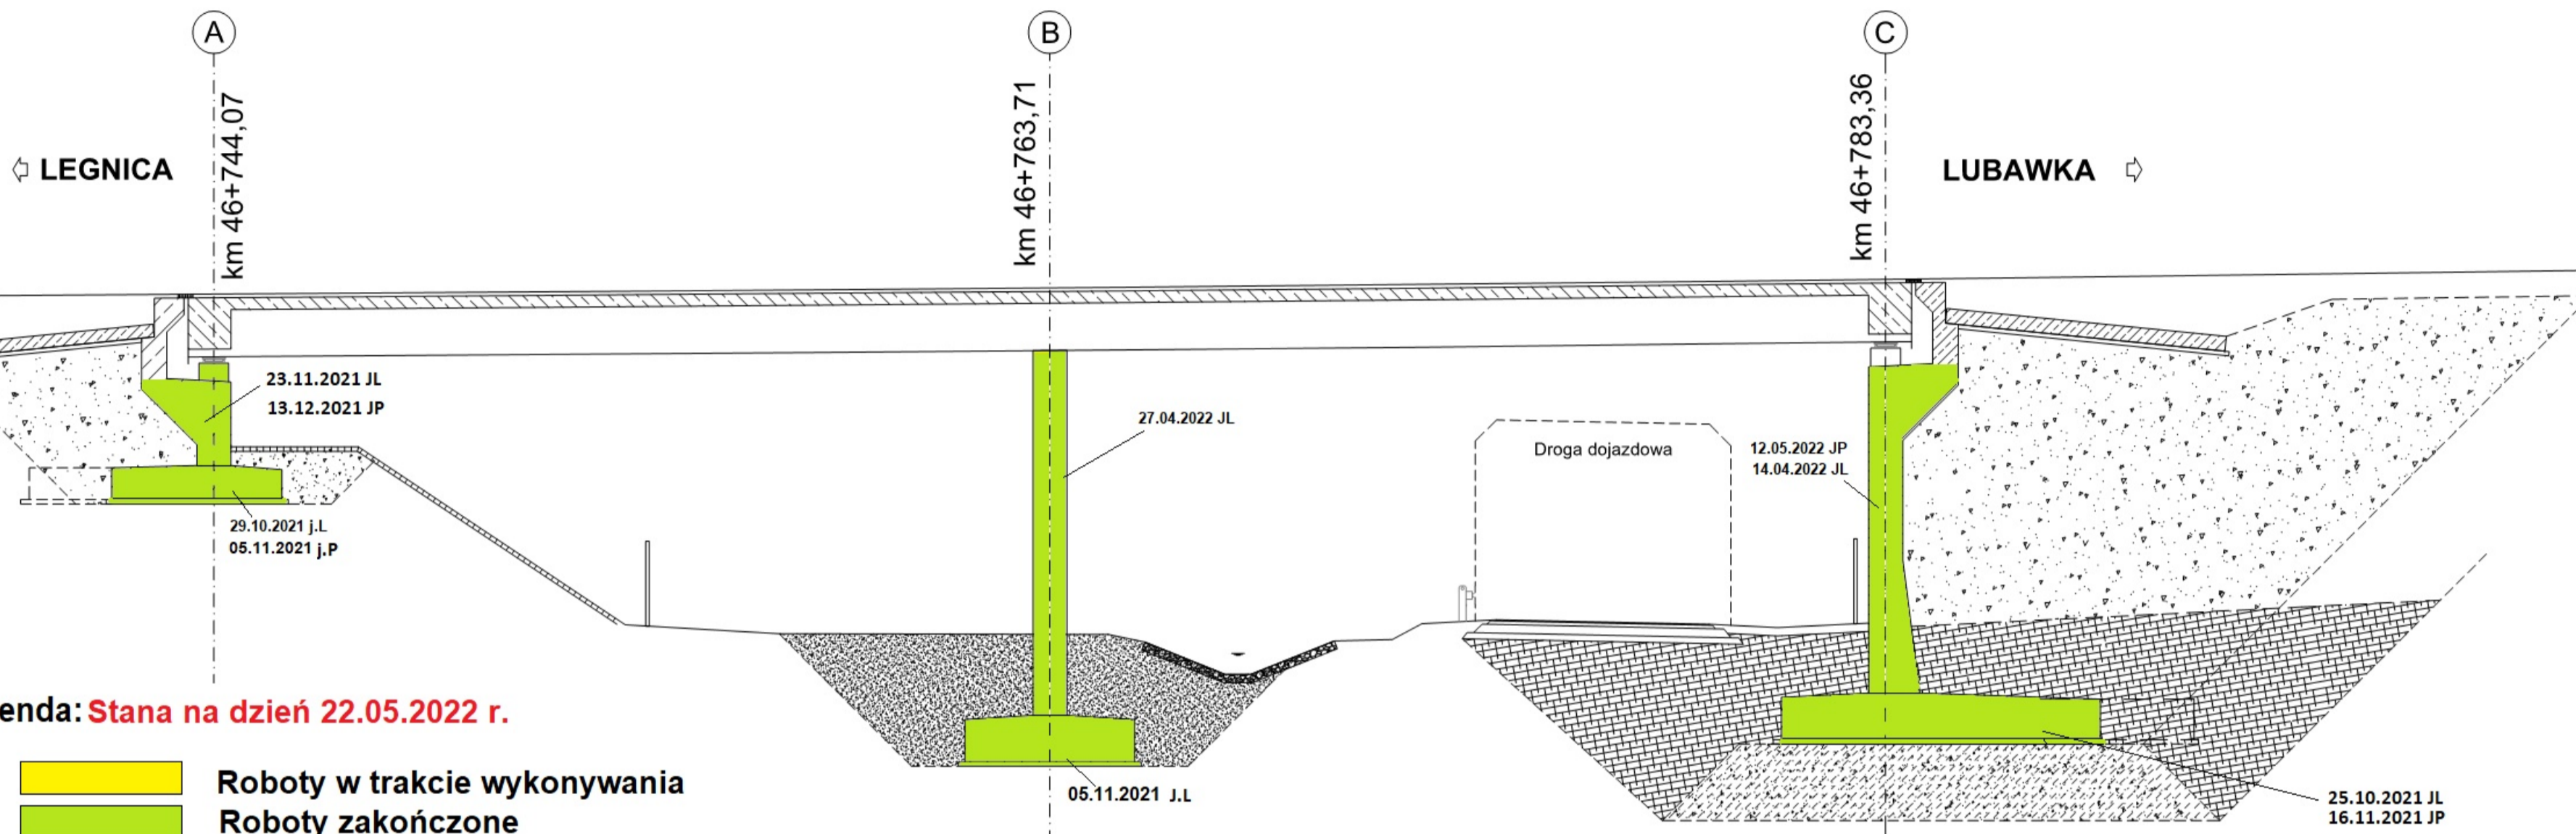 A
B
C
km 46+744,07
km 46+763,71
km 46+783,36
LEGNICA
LUBAWKA
23.11.2021 JL
13.12.2021 JP
27.04.2022 JL
Droga dojazdowa
12.05.2022 JP
14.04.2022 JL
29.10.2021 j.L
05.11.2021 j.P
enda: Stana na dzień 22.05.2022 r.
Roboty w trakcie wykonywania
Roboty zakończone
05.11.2021 J.L
25.10.2021 JL
16.11.2021 JP